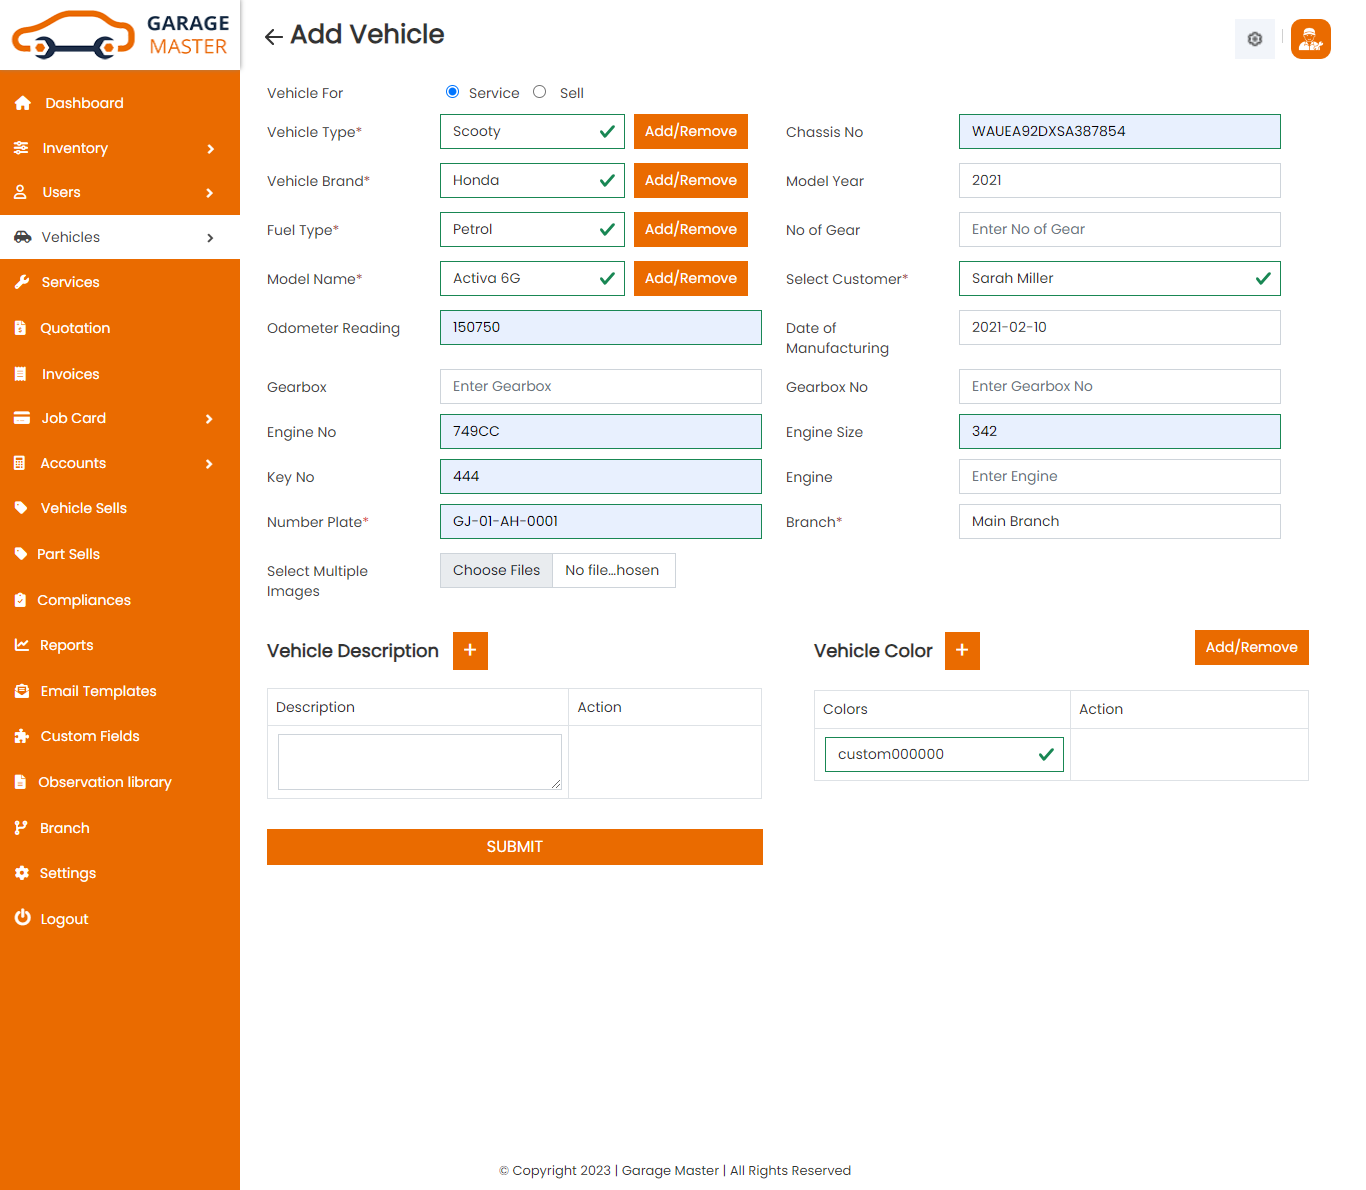 GARAGE
MASTER
Add Vehicle
Dashboard
Inventory
Users
Vehicles
Services
Quotation
Invoices
Job Card
Accounts
Vehicle Sells
Part Sells
Compliances
Reports
Email Templates
Custom Fields
Observation library
Branch
Settings
Logout
Vehicle For Service Sell
Vehicle Type* Scooty Add/Remove Chassis No WAUEA92DXSA387854
Vehicle Brand* Honda Add/Remove Model Year 2021
Fuel Type* Petrol Add/Remove No of Gear Enter No of Gear
Model Name* Activa 6G Add/Remove Select Customer* Sarah Miller
Odometer Reading 150750 Date of
Manufacturing 2021-02-10
Gearbox Enter Gearbox Gearbox No Enter Gearbox No
Engine No 749CC Engine Size 342
Key No 444 Engine Enter Engine
Number Plate* GJ-01-AH-0001 Branch* Main Branch
Select Multiple
Images Choose Files No file...hosen
Vehicle Description +
Description Action
Vehicle Color + Add/Remove
Colors Action
custom000000
SUBMIT
© Copyright 2023 | Garage Master | All Rights Reserved